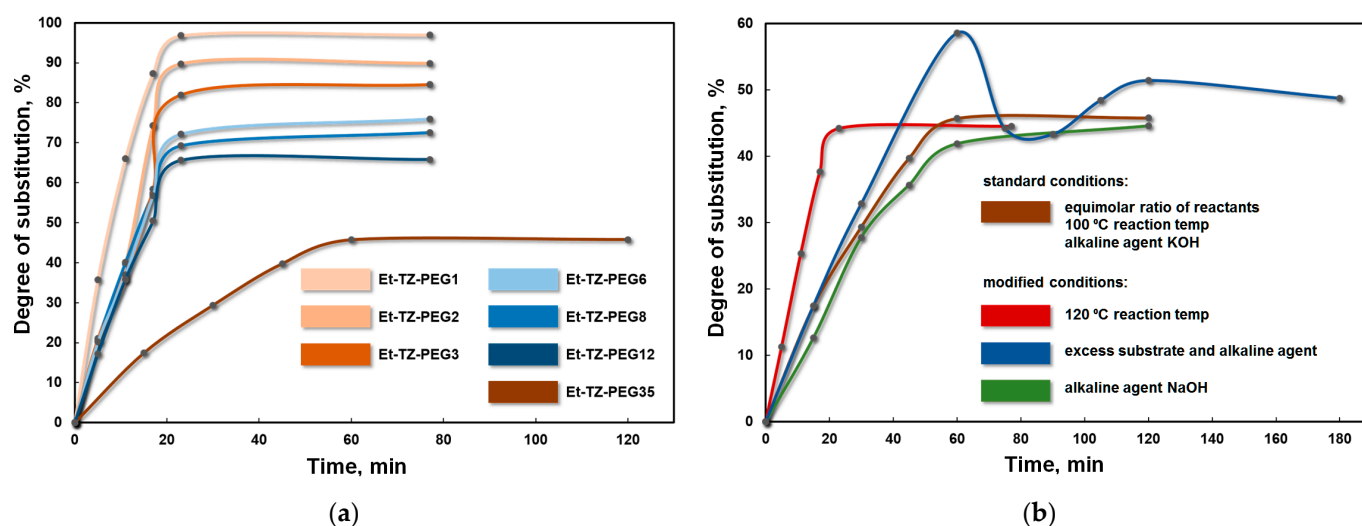 Degree of substitution, %
100
90
80
70
60
50
40
30
20
10
0
Et-TZ-PEG1
Et-TZ-PEG2
Et-TZ-PEG3
Et-TZ-PEG6
Et-TZ-PEG8
Et-TZ-PEG12
Et-TZ-PEG35
0 20 40 60 80 100 120
Time, min
(a)
Degree of substitution, %
60
50
40
30
20
10
0
standard conditions:
equimolar ratio of reactants
100 ºC reaction temp
alkaline agent KOH
modified conditions:
120 ºC reaction temp
excess substrate and alkaline agent
alkaline agent NaOH
0 20 40 60 80 100 120 140 160 180
Time, min
(b)